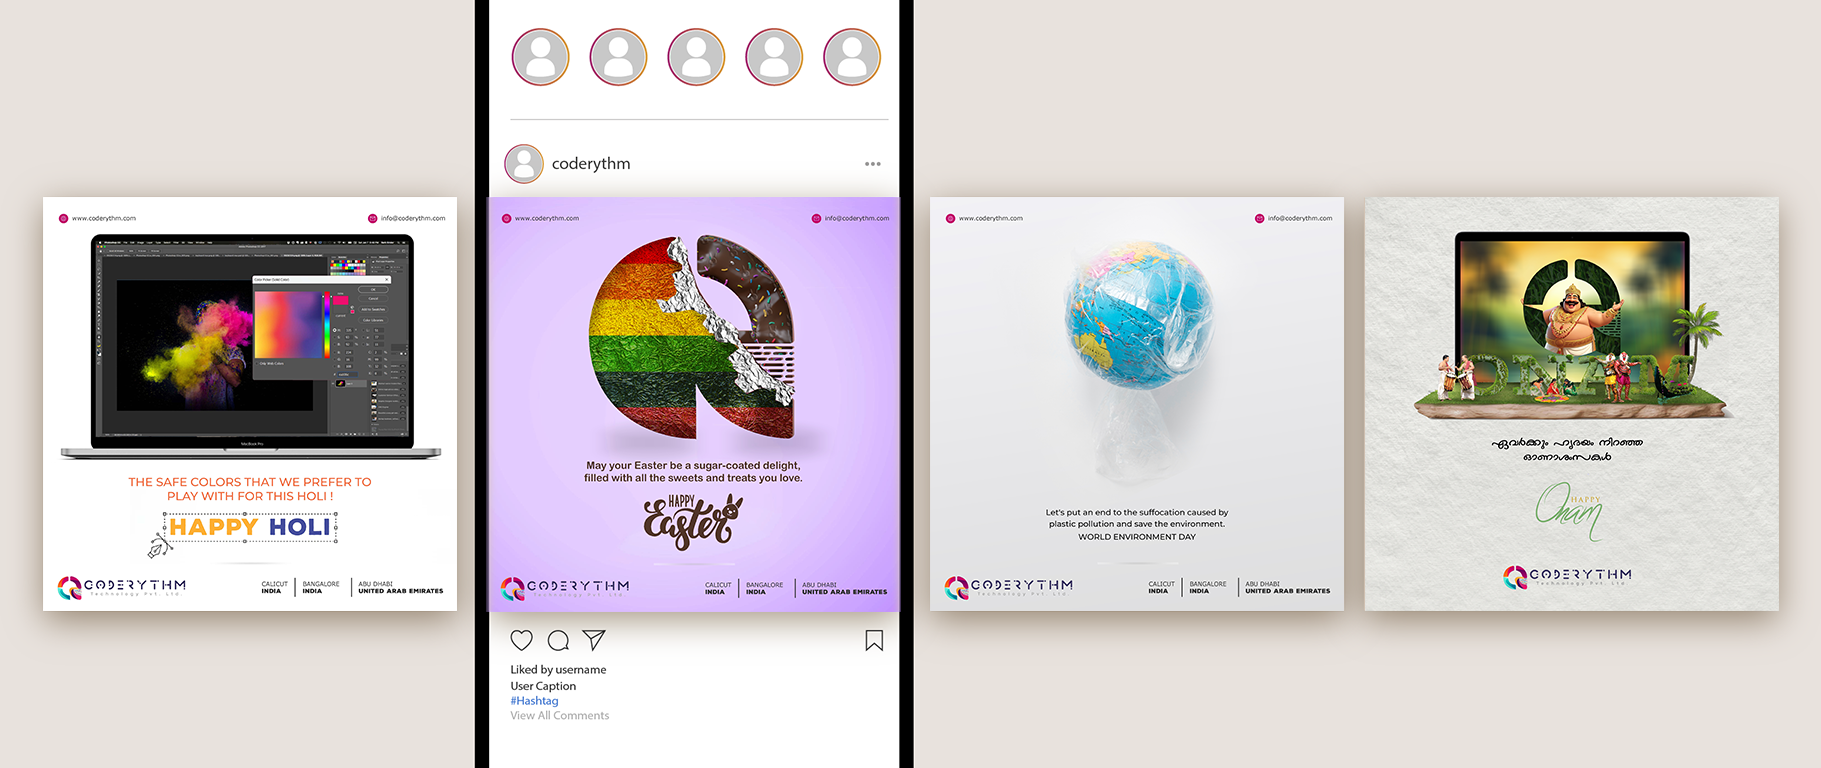 coderythm
www.coderythm.com
info@coderythm.com
Color Picker (Solid Color)
MacBook Pro
THE SAFE COLORS THAT WE PREFER TO
PLAY WITH FOR THIS HOLI !
HAPPY HOLI
CODERYTHM
Technology Pvt. Ltd.
CALICUT
INDIA
BANGALORE
INDIA
ABU DHABI
UNITED ARAB EMIRATES
www.coderythm.com
info@coderythm.com
May your Easter be a sugar-coated delight,
filled with all the sweets and treats you love.
HAPPY
Easter
CODERYTHM
Technology Pvt. Ltd.
CALICUT
INDIA
BANGALORE
INDIA
ABU DHABI
UNITED ARAB EMIRATES
Liked by username
User Caption
#Hashtag
View All Comments
www.coderythm.com
info@coderythm.com
Let's put an end to the suffocation caused by
plastic pollution and save the environment.
WORLD ENVIRONMENT DAY
CODERYTHM
Technology Pvt. Ltd.
CALICUT
INDIA
BANGALORE
INDIA
ABU DHABI
UNITED ARAB EMIRATES
ONAM
ഏവർക്കും ഹൃദയം നിറഞ്ഞ
ഓണാശംസകൾ
HAPPY
Onam
CODERYTHM
Technology Pvt. Ltd.